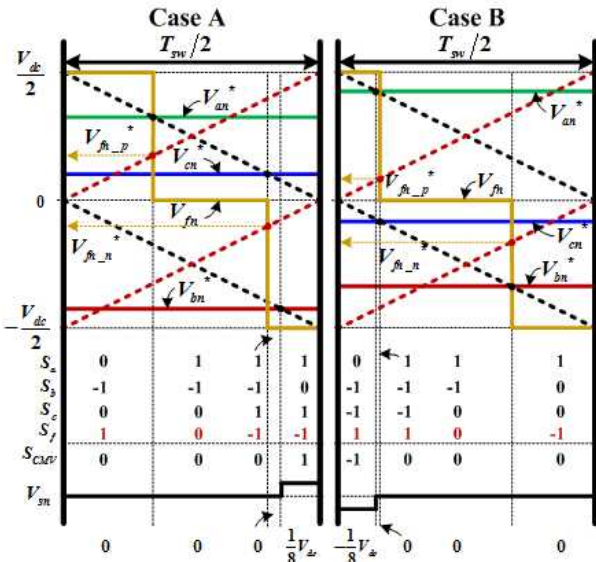 Case A Case B
T_sw/2 T_sw/2
V_dc/2
V_an* V_an*
V_fn_p* V_cn* V_fn_p* V_fn
0
V_fn V_cn*
V_fn_n* V_bn* V_fn_n* V_bn*
-V_dc/2
S_a 0 1 1 1 0 1 1 1
S_b -1 -1 -1 0 -1 -1 -1 0
S_c 0 0 1 1 -1 -1 0 0
S_f 1 0 -1 -1 1 1 0 -1
S_CMV 0 0 0 1 -1 0 0 0
V_sn
0 0 0 1/8 V_dc -1/8 V_dc 0 0 0